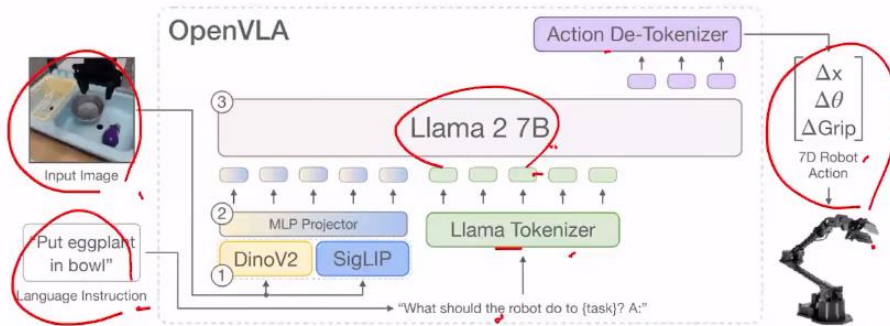 OpenVLA
Action De-Tokenizer
3
Llama 2 7B
Δx
Δθ
ΔGrip
7D Robot
Action
Input Image
2
MLP Projector
Llama Tokenizer
"Put eggplant
in bowl"
Language Instruction
1
DinoV2
SigLIP
"What should the robot do to {task}? A:"